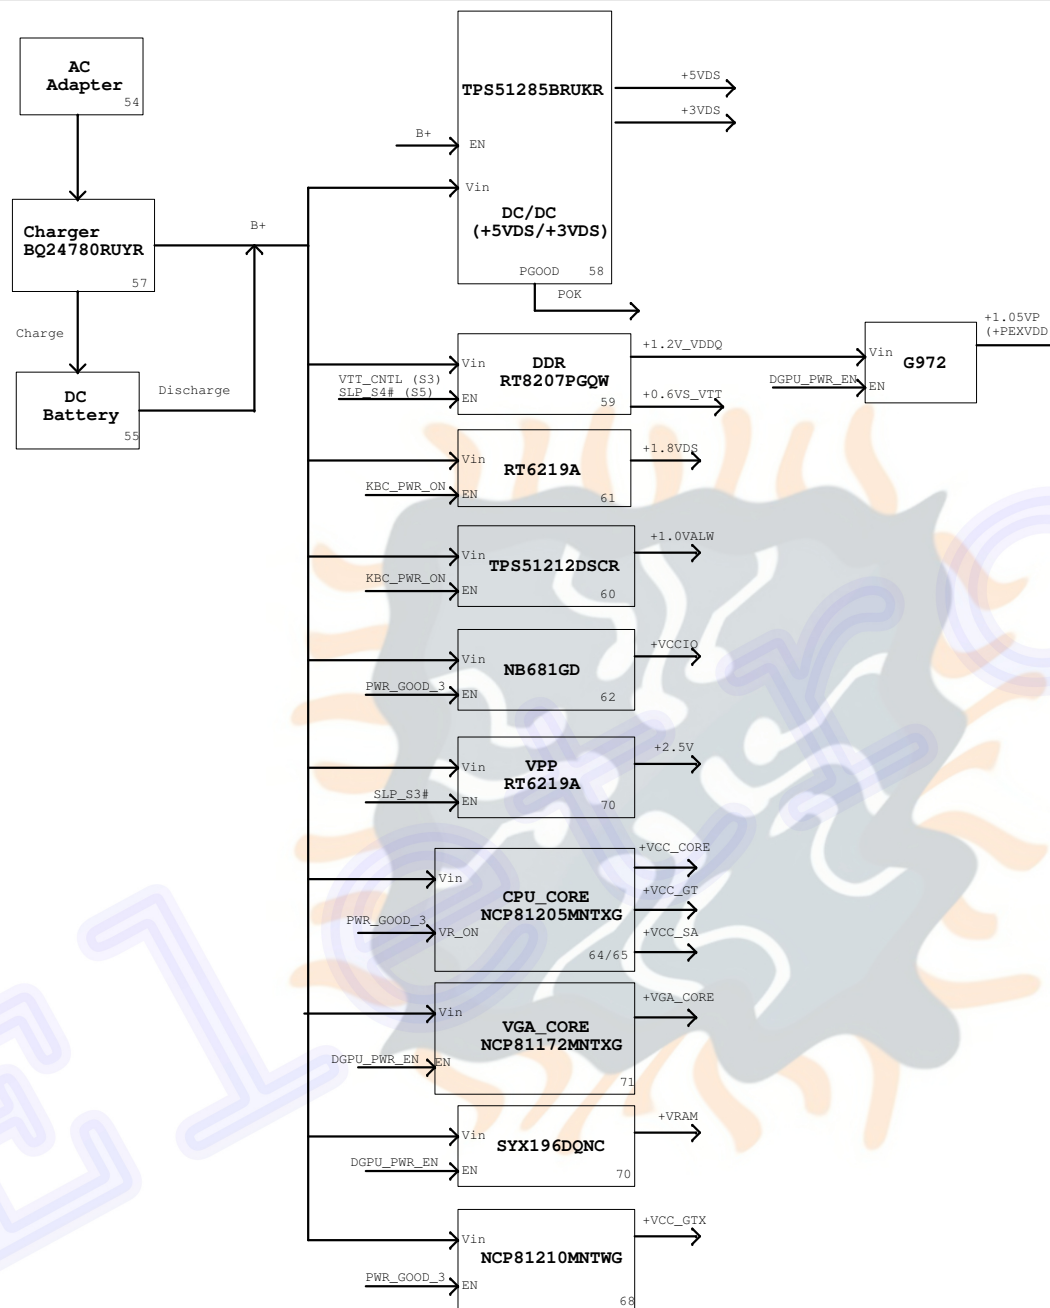 AC
Adapter
54
Charger
BQ24780RUYR
57
Charge
DC
Battery
55
Discharge
B+
TPS51285BRUKR
B+
EN
Vin
DC/DC
(+5VDS/+3VDS)
PGOOD
58
POK
+5VDS
+3VDS
Vin
VTT_CNTL (S3)
SLP_S4# (S5)
EN
DDR
RT8207PGQW
59
+1.2V_VDDQ
+0.6VS_VTT
Vin
DGPU_PWR_EN
EN
G972
+1.05VP
(+PEXVDD
Vin
KBC_PWR_ON
EN
RT6219A
61
+1.8VDS
Vin
KBC_PWR_ON
EN
TPS51212DSCR
60
+1.0VALW
Vin
PWR_GOOD_3
EN
NB681GD
62
+VCCIO
Vin
SLP_S3#
EN
VPP
RT6219A
70
+2.5V
Vin
PWR_GOOD_3
VR_ON
CPU_CORE
NCP81205MNTXG
64/65
+VCC_CORE
+VCC_GT
+VCC_SA
Vin
DGPU_PWR_EN
EN
VGA_CORE
NCP81172MNTXG
71
+VGA_CORE
Vin
DGPU_PWR_EN
EN
SYX196DQNC
70
+VRAM
Vin
PWR_GOOD_3
EN
NCP81210MNTWG
68
+VCC_GTX